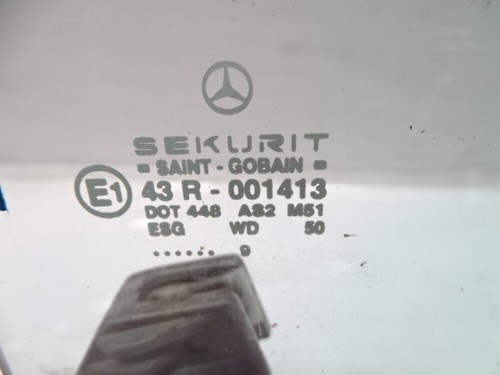 SEKURIT
SAINT - GOBAIN
E1 43 R - 001413
DOT 448 AS2 M51
ESG WD 50
...... 9